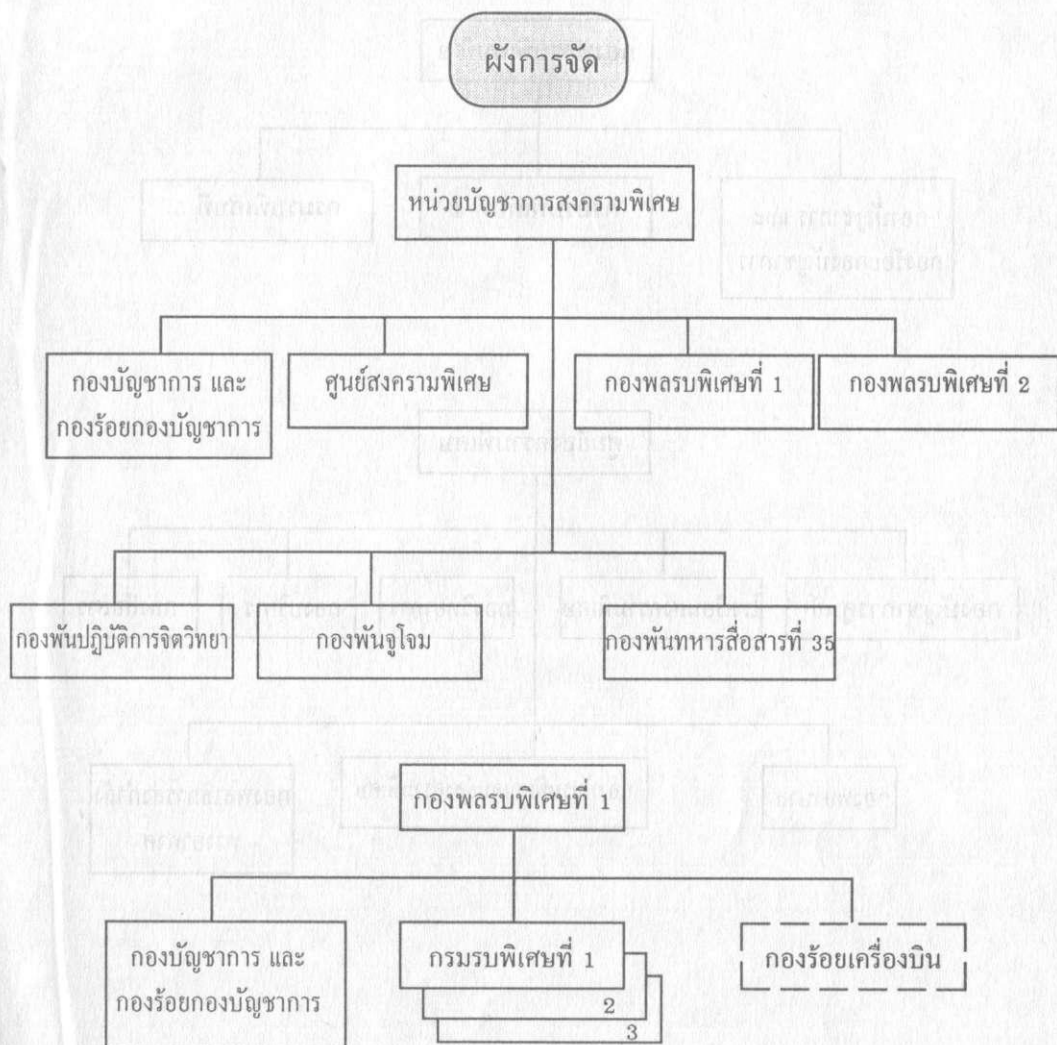 ผังการจัด
หน่วยบัญชาการสงครามพิเศษ
กองบัญชาการ และ
กองร้อยกองบัญชาการ
ศูนย์สงครามพิเศษ
กองพลรบพิเศษที่ 1
กองพลรบพิเศษที่ 2
กองพันปฏิบัติการจิตวิทยา
กองพันจู่โจม
กองพันทหารสื่อสารที่ 35
กองพลรบพิเศษที่ 1
กองบัญชาการ และ
กองร้อยกองบัญชาการ
กรมรบพิเศษที่ 1
2
3
กองร้อยเครื่องบิน